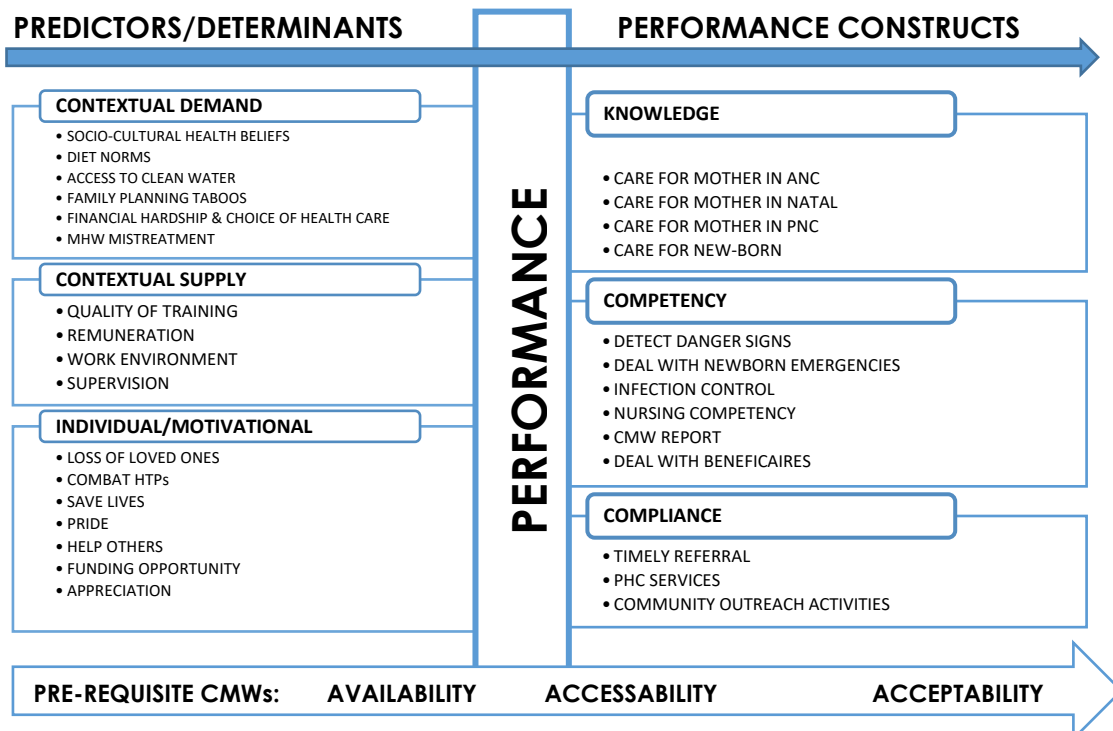 PREDICTORS/DETERMINANTS
PERFORMANCE CONSTRUCTS
CONTEXTUAL DEMAND
• SOCIO-CULTURAL HEALTH BELIEFS
• DIET NORMS
• ACCESS TO CLEAN WATER
• FAMILY PLANNING TABOOS
• FINANCIAL HARDSHIP & CHOICE OF HEALTH CARE
• MHW MISTREATMENT
CONTEXTUAL SUPPLY
• QUALITY OF TRAINING
• REMUNERATION
• WORK ENVIRONMENT
• SUPERVISION
INDIVIDUAL/MOTIVATIONAL
• LOSS OF LOVED ONES
• COMBAT HTPs
• SAVE LIVES
• PRIDE
• HELP OTHERS
• FUNDING OPPORTUNITY
• APPRECIATION
PERFORMANCE
KNOWLEDGE
• CARE FOR MOTHER IN ANC
• CARE FOR MOTHER IN NATAL
• CARE FOR MOTHER IN PNC
• CARE FOR NEW-BORN
COMPETENCY
• DETECT DANGER SIGNS
• DEAL WITH NEWBORN EMERGENCIES
• INFECTION CONTROL
• NURSING COMPETENCY
• CMW REPORT
• DEAL WITH BENEFICAIRES
COMPLIANCE
• TIMELY REFERRAL
• PHC SERVICES
• COMMUNITY OUTREACH ACTIVITIES
PRE-REQUISITE CMWs: AVAILABILITY ACCESSABILITY ACCEPTABILITY